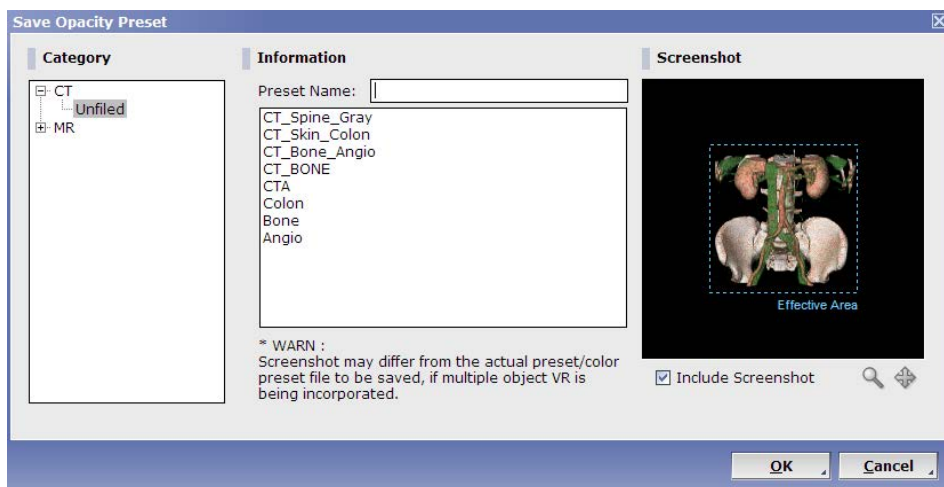 Save Opacity Preset
Category
CT
Unfiled
MR
Information
Preset Name:
CT_Spine_Gray
CT_Skin_Colon
CT_Bone_Angio
CT_BONE
CTA
Colon
Bone
Angio
* WARN :
Screenshot may differ from the actual preset/color
preset file to be saved, if multiple object VR is
being incorporated.
Screenshot
Effective Area
Include Screenshot
OK
Cancel